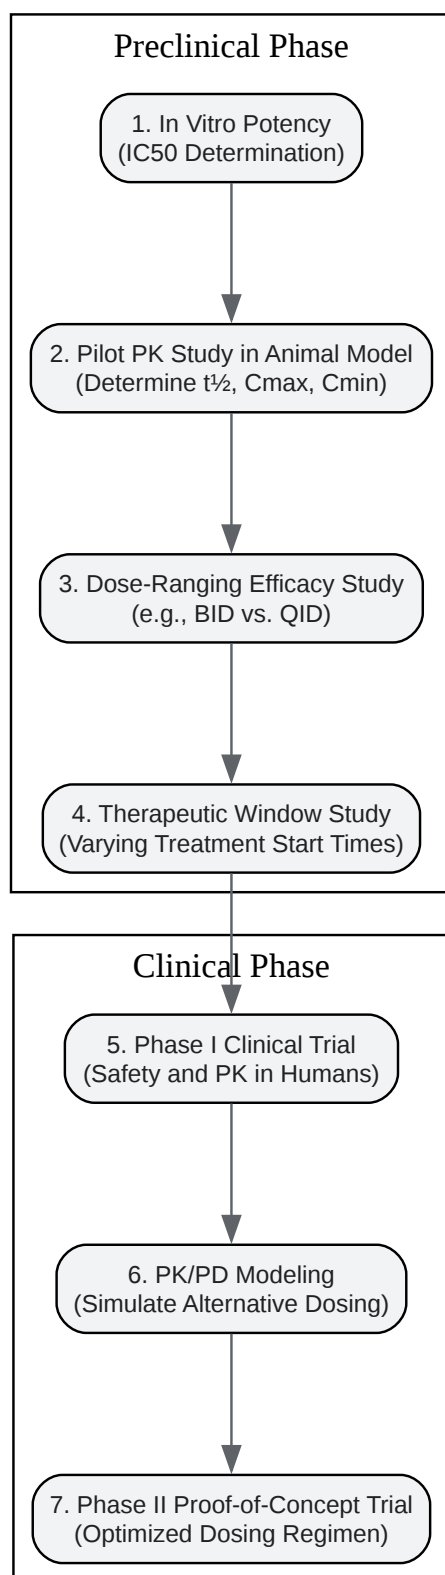 Preclinical Phase
1. In Vitro Potency
(IC50 Determination)
2. Pilot PK Study in Animal Model
(Determine t½, Cmax, Cmin)
3. Dose-Ranging Efficacy Study
(e.g., BID vs. QID)
4. Therapeutic Window Study
(Varying Treatment Start Times)
Clinical Phase
5. Phase I Clinical Trial
(Safety and PK in Humans)
6. PK/PD Modeling
(Simulate Alternative Dosing)
7. Phase II Proof-of-Concept Trial
(Optimized Dosing Regimen)